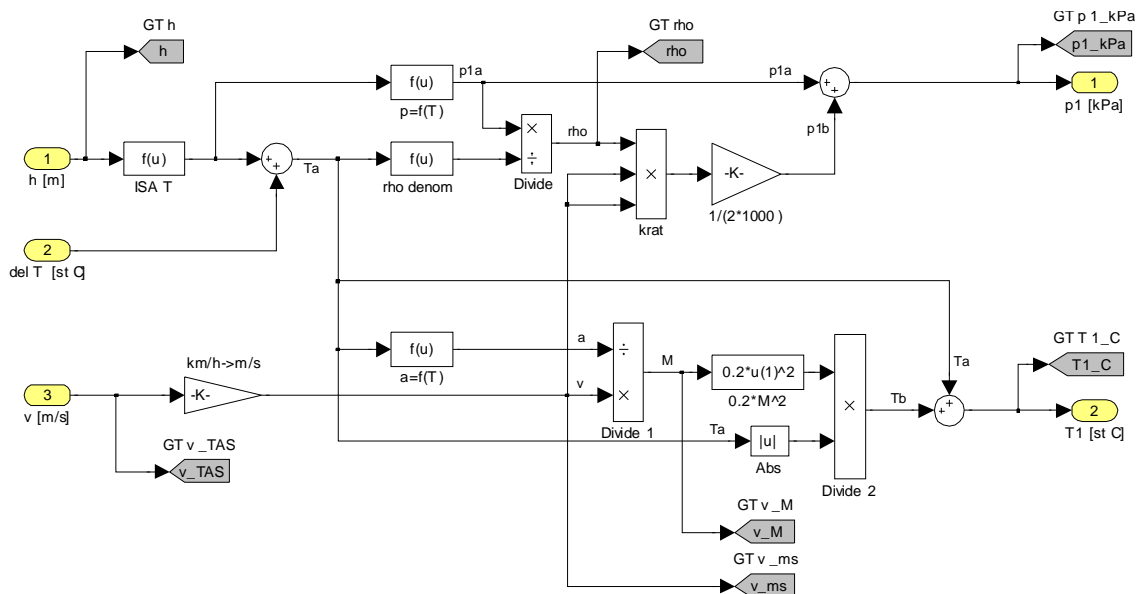 GT h
h
GT rho
rho
GT p 1_kPa
p1_kPa
1
p1 [kPa]
f(u)
p=f(T)
p1a
p1a
+
+
p1b
1
h [m]
f(u)
ISA T
+
+
Ta
f(u)
rho denom
×
÷
Divide
rho
×
krat
-K-
1/(2*1000 )
2
del T [st C]
km/h->m/s
-K-
3
v [m/s]
GT v _TAS
v_TAS
f(u)
a=f(T)
a
v
÷
×
Divide 1
M
0.2*u(1)^2
0.2*M^2
Ta
|u|
Abs
×
Divide 2
Tb
Ta
+
+
GT T 1_C
T1_C
2
T1 [st C]
GT v _M
v_M
GT v _ms
v_ms